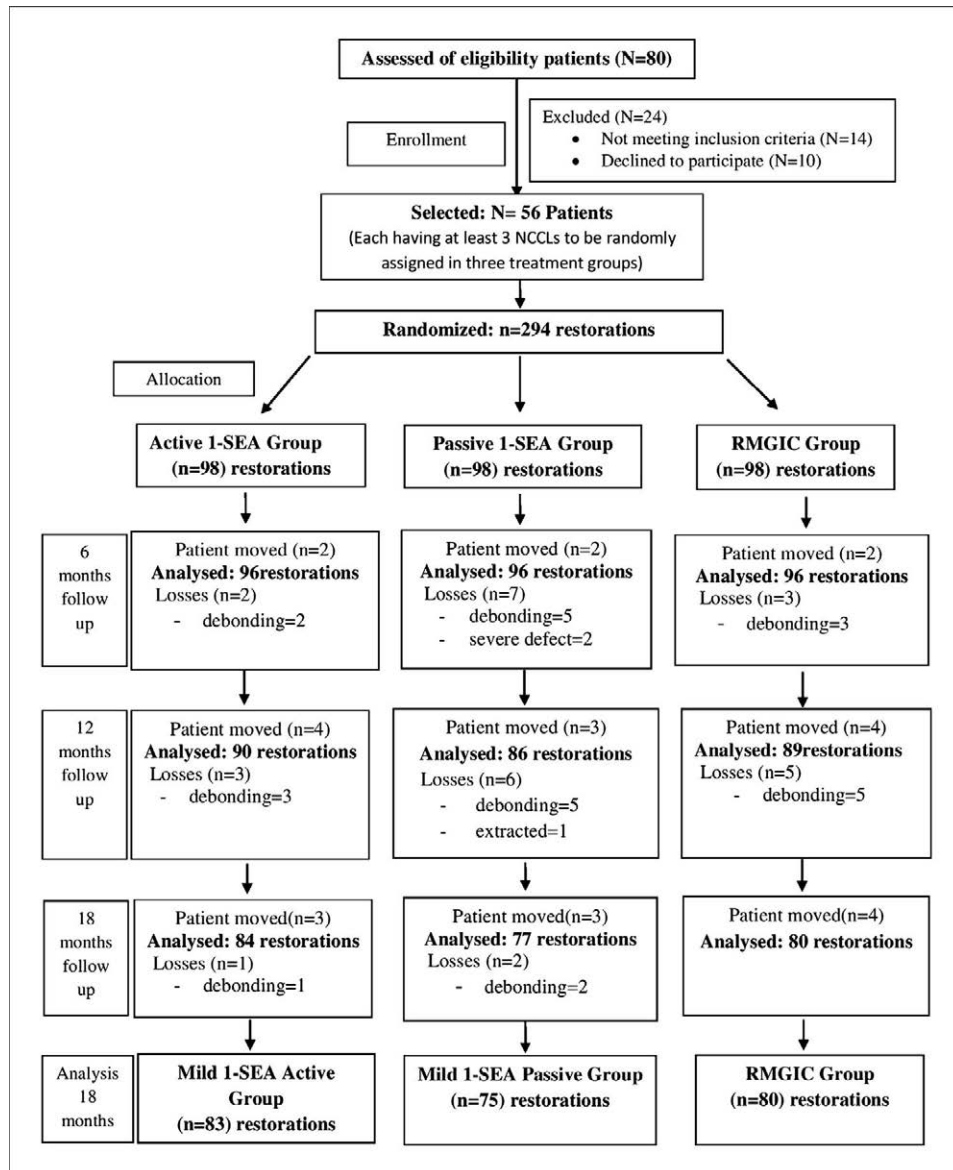 Assessed of eligibility patients (N=80)
Enrollment
Excluded (N=24)
• Not meeting inclusion criteria (N=14)
• Declined to participate (N=10)
Selected: N= 56 Patients
(Each having at least 3 NCCLs to be randomly
assigned in three treatment groups)
Randomized: n=294 restorations
Allocation
Active 1-SEA Group
(n=98) restorations
Passive 1-SEA Group
(n=98) restorations
RMGIC Group
(n=98) restorations
6
months
follow
up
Patient moved (n=2)
Analysed: 96restorations
Losses (n=2)
- debonding=2
Patient moved (n=2)
Analysed: 96 restorations
Losses (n=7)
- debonding=5
- severe defect=2
Patient moved (n=2)
Analysed: 96 restorations
Losses (n=3)
- debonding=3
12
months
follow
up
Patient moved (n=4)
Analysed: 90 restorations
Losses (n=3)
- debonding=3
Patient moved (n=3)
Analysed: 86 restorations
Losses (n=6)
- debonding=5
- extracted=1
Patient moved (n=4)
Analysed: 89restorations
Losses (n=5)
- debonding=5
18
months
follow
up
Patient moved(n=3)
Analysed: 84 restorations
Losses (n=1)
- debonding=1
Patient moved(n=3)
Analysed: 77 restorations
Losses (n=2)
- debonding=2
Patient moved(n=4)
Analysed: 80 restorations
Analysis
18
months
Mild 1-SEA Active
Group
(n=83) restorations
Mild 1-SEA Passive Group
(n=75) restorations
RMGIC Group
(n=80) restorations